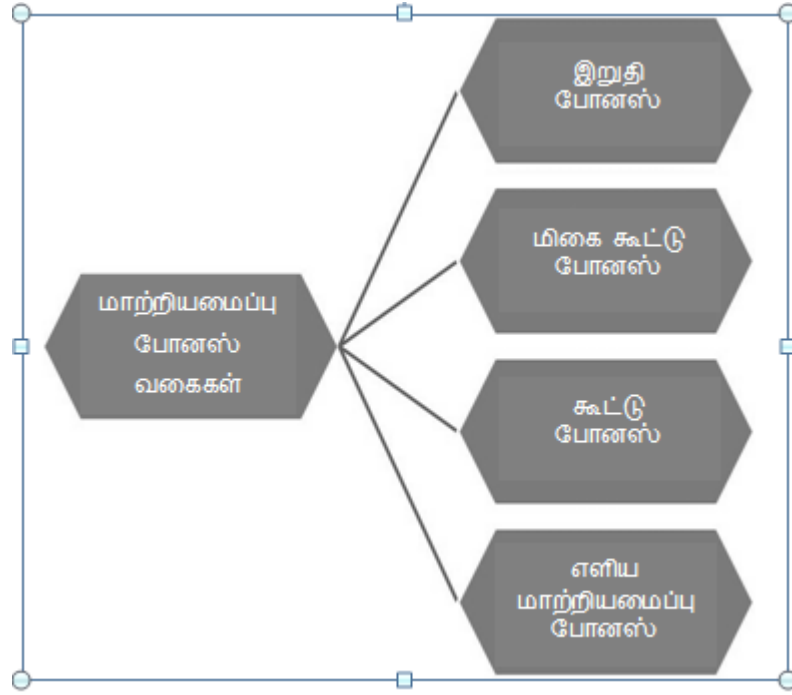 மாற்றியமைப்பு
போனஸ்
வகைகள்
இறுதி
போனஸ்
மிகை கூட்டு
போனஸ்
கூட்டு
போனஸ்
எளிய
மாற்றியமைப்பு
போனஸ்